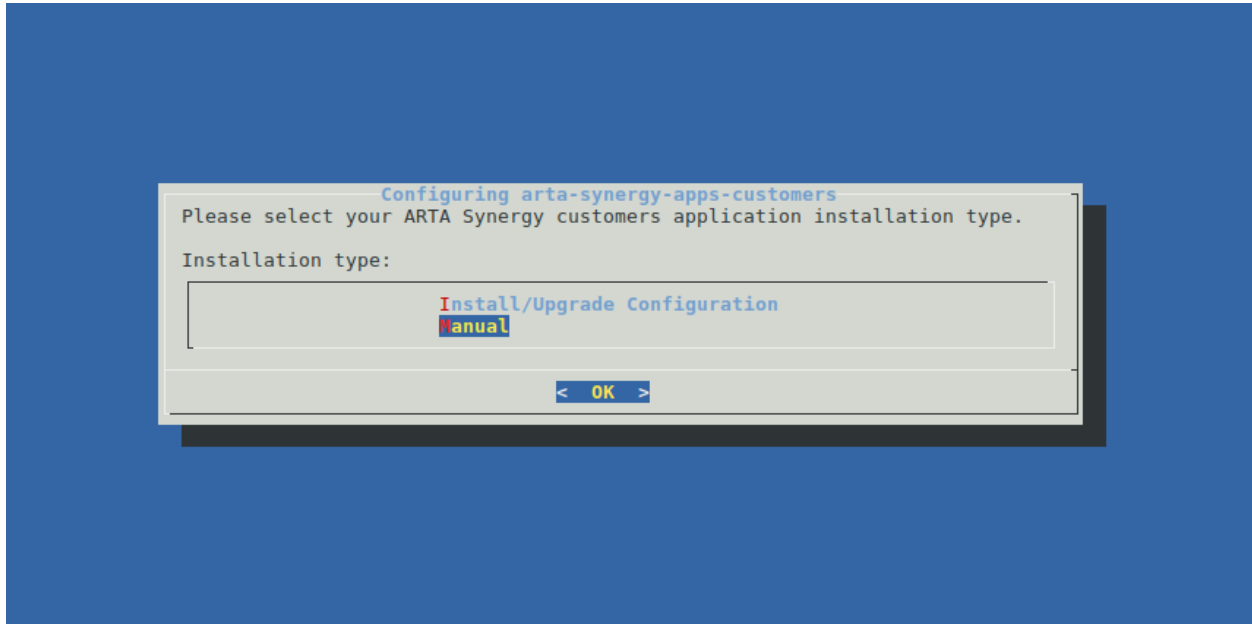 Configuring arta-synergy-apps-customers
Please select your ARTA Synergy customers application installation type.
Installation type:
Install/Upgrade Configuration
Manual
< OK >